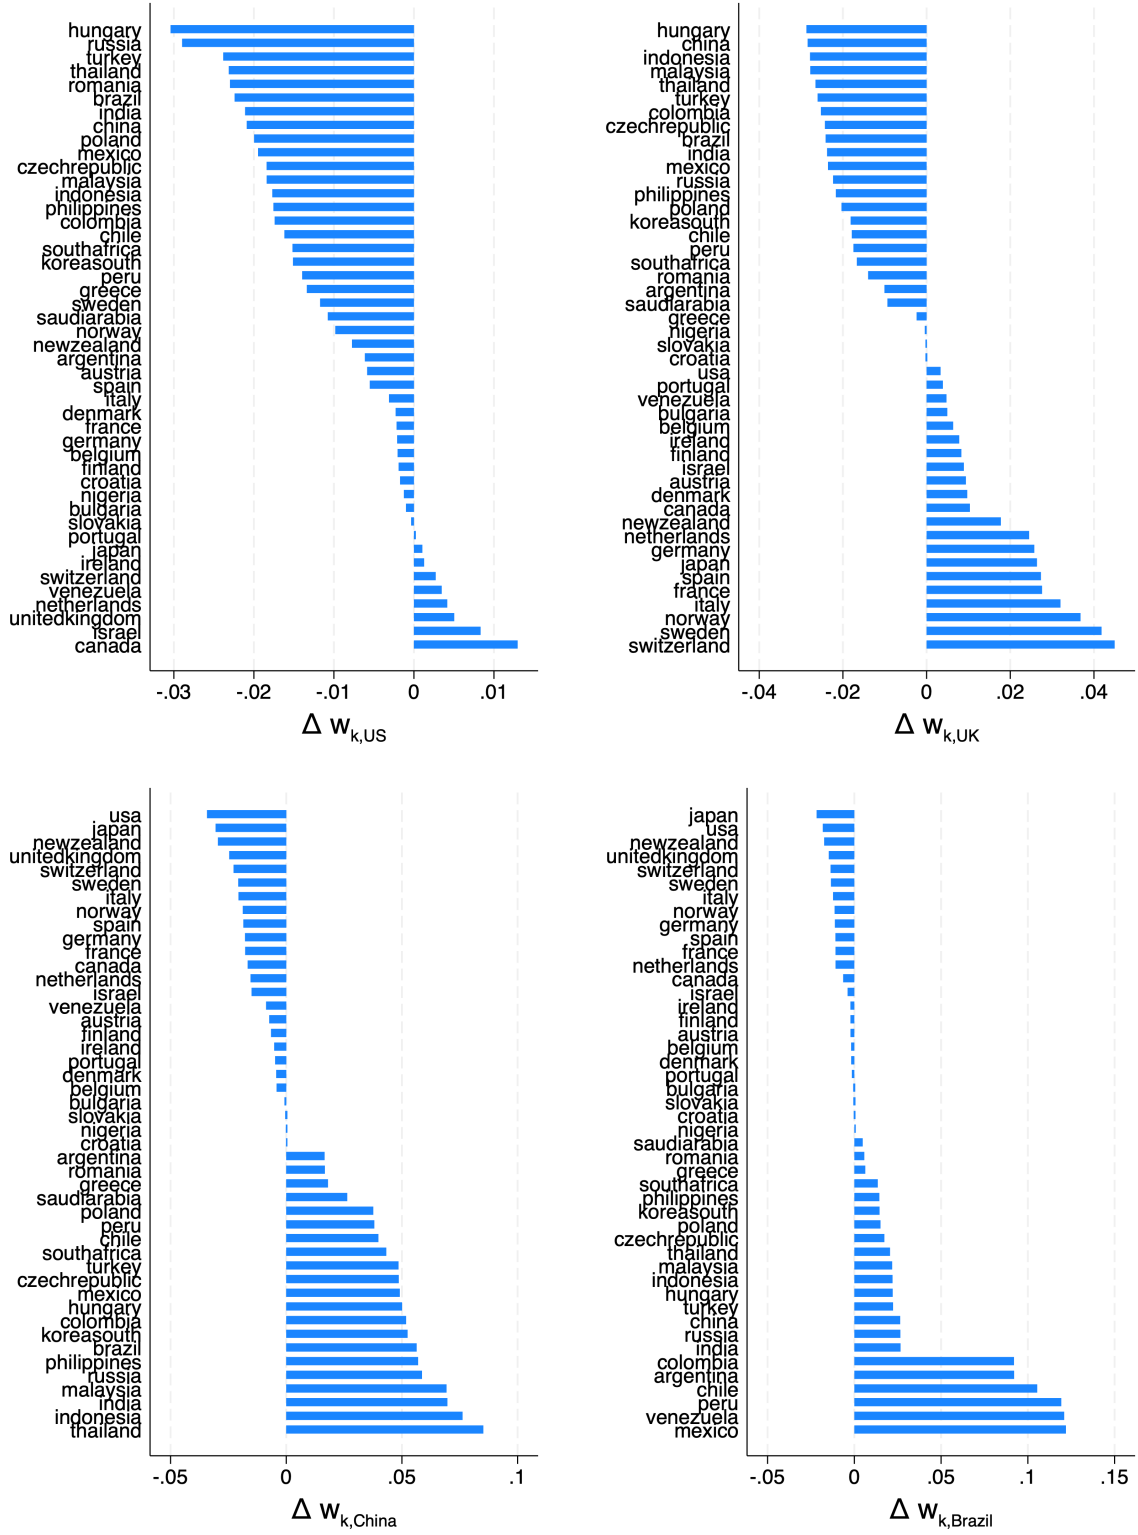 hungary
russia
turkey
thailand
romania
brazil
india
china
poland
mexico
czechrepublic
malaysia
indonesia
philippines
colombia
chile
southafrica
koreasouth
peru
greece
sweden
saudiarabia
norway
newzealand
argentina
austria
spain
italy
denmark
france
germany
belgium
finland
croatia
nigeria
bulgaria
slovakia
portugal
japan
ireland
switzerland
venezuela
netherlands
unitedkingdom
israel
canada
-.03 -.02 -.01 0 .01
Δ w k,US
hungary
china
indonesia
malaysia
thailand
turkey
colombia
czechrepublic
brazil
india
mexico
russia
philippines
poland
koreasouth
chile
peru
southafrica
romania
argentina
saudiarabia
greece
nigeria
slovakia
croatia
usa
portugal
venezuela
bulgaria
belgium
ireland
finland
israel
austria
denmark
canada
newzealand
netherlands
germany
japan
spain
france
italy
norway
sweden
switzerland
-.04 -.02 0 .02 .04
Δ w k,UK
usa
japan
newzealand
unitedkingdom
switzerland
sweden
italy
norway
spain
germany
france
canada
netherlands
israel
venezuela
austria
finland
ireland
portugal
denmark
belgium
bulgaria
slovakia
nigeria
croatia
argentina
romania
greece
saudiarabia
poland
peru
chile
southafrica
turkey
czechrepublic
mexico
hungary
colombia
koreasouth
brazil
philippines
russia
malaysia
india
indonesia
thailand
-.05 0 .05 .1
Δ w k,China
japan
usa
newzealand
unitedkingdom
switzerland
sweden
italy
norway
germany
spain
france
netherlands
canada
israel
ireland
finland
austria
belgium
denmark
portugal
bulgaria
slovakia
croatia
nigeria
saudiarabia
romania
greece
southafrica
philippines
koreasouth
poland
czechrepublic
thailand
malaysia
indonesia
hungary
turkey
china
russia
india
colombia
argentina
chile
peru
venezuela
mexico
-.05 0 .05 .1 .15
Δ w k,Brazil